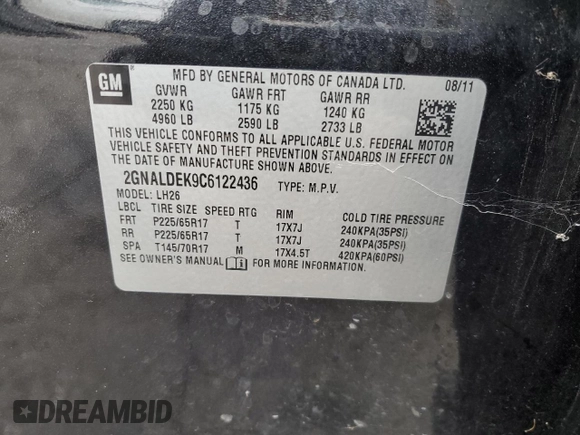 GM
MFD BY GENERAL MOTORS OF CANADA LTD. 08/11
GVWR GAWR FRT GAWR RR
2250 KG 1175 KG 1240 KG
4960 LB 2590 LB 2733 LB
THIS VEHICLE CONFORMS TO ALL APPLICABLE U.S. FEDERAL MOTOR
VEHICLE SAFETY AND THEFT PREVENTION STANDARDS IN EFFECT ON
THE DATE OF MANUFACTURE SHOWN ABOVE.
2GNALDEK9C6122436 TYPE: M.P.V.
MODEL: LH26
LBCL TIRE SIZE SPEED RTG RIM COLD TIRE PRESSURE
FRT P225/65R17 T 17X7J 240KPA(35PSI)
RR P225/65R17 T 17X7J 240KPA(35PSI)
SPA T145/70R17 M 17X4.5T 420KPA(60PSI)
SEE OWNER'S MANUAL i FOR MORE INFORMATION.
DREAMBID